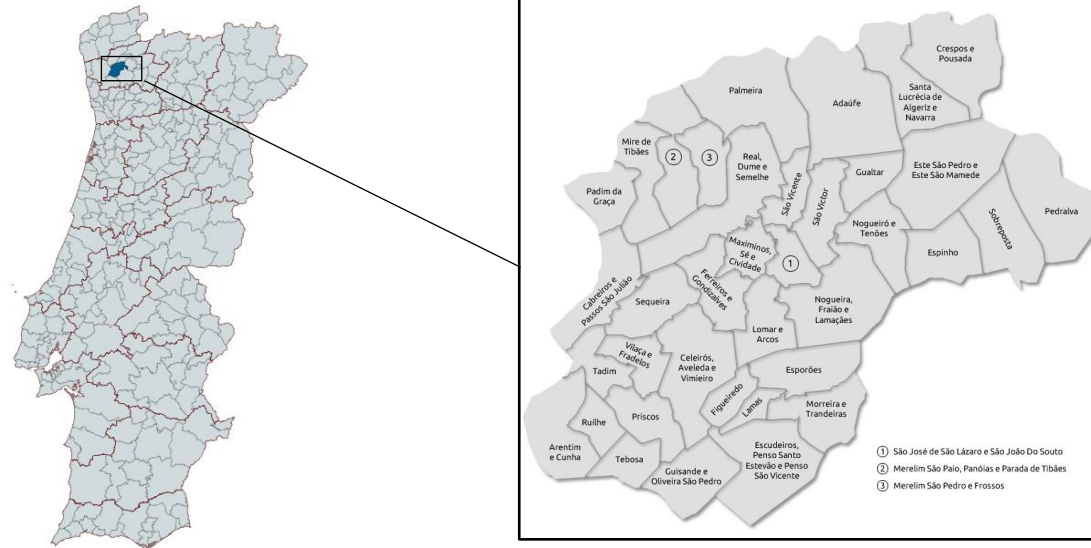 Crespos e
Pousada
Palmeira
Adaúfe
Santa
Lucrécia de
Algeriz e
Navarra
Mire de
Tibães
2
3
Real,
Dume e
Semelhe
São Vicente
São Victor
Gualtar
Este São Pedro e
Este São Mamede
Pedralva
Padim da
Graça
Nogueiró e
Tenões
Sobreposta
Espinho
Maximinos,
Sé e
Cividade
1
Cabreiros e
Passos São Julião
Sequeira
Ferreiros e
Gondizalves
Nogueira,
Fraião e
Lamaçães
Lomar e
Arcos
Vilaça e
Fradelos
Celeirós,
Aveleda e
Vimieiro
Tadim
Esporões
Figueiredo
Lamas
Morreira e
Trandeiras
Priscos
Ruilhe
Arentim
e Cunha
Tebosa
Guisande e
Oliveira São Pedro
Escudeiros,
Penso Santo
Estevão e Penso
São Vicente
1 São José de São Lázaro e São João Do Souto
2 Merelim São Paio, Panóias e Parada de Tibães
3 Merelim São Pedro e Frossos